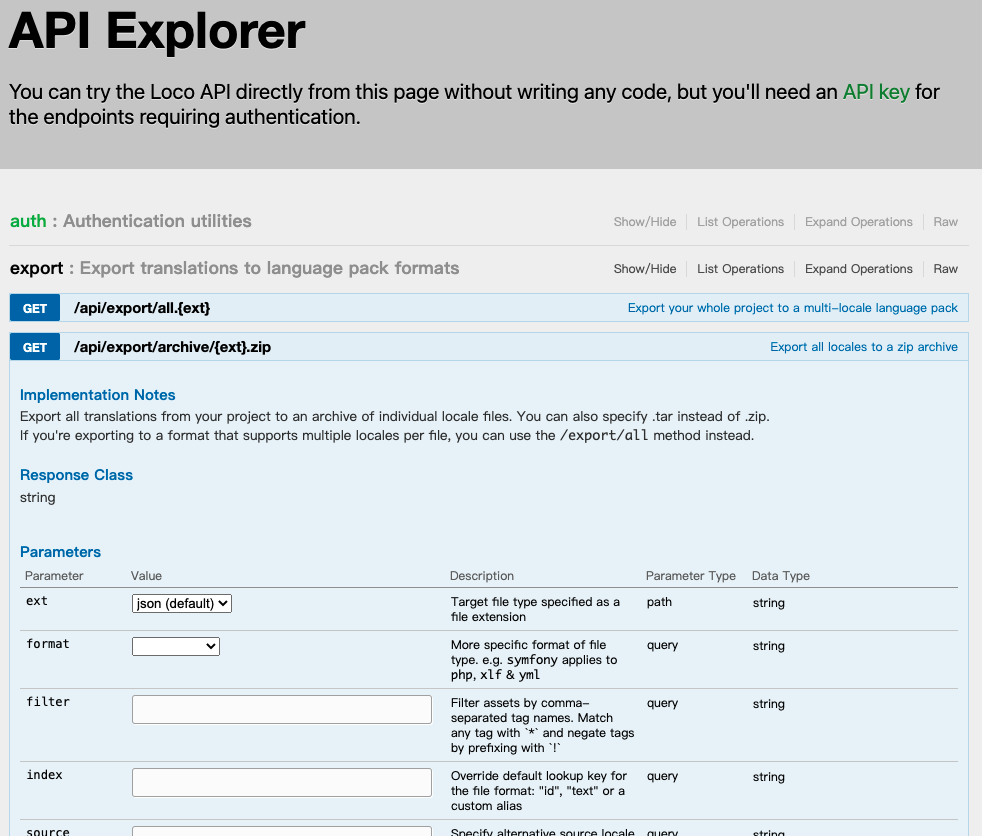 API Explorer
You can try the Loco API directly from this page without writing any code, but you'll need an API key for
the endpoints requiring authentication.
auth : Authentication utilities Show/Hide List Operations Expand Operations Raw
export : Export translations to language pack formats Show/Hide List Operations Expand Operations Raw
GET /api/export/all.{ext} Export your whole project to a multi-locale language pack
GET /api/export/archive/{ext}.zip Export all locales to a zip archive
Implementation Notes
Export all translations from your project to an archive of individual locale files. You can also specify .tar instead of .zip.
If you're exporting to a format that supports multiple locales per file, you can use the /export/all method instead.
Response Class
string
Parameters
Parameter Value Description Parameter Type Data Type
ext json (default) Target file type specified as a path string
file extension
format More specific format of file query string
type. e.g. symfony applies to
php, xlf & yml
filter Filter assets by comma- query string
separated tag names. Match
any tag with `*` and negate tags
by prefixing with `!`
index Override default lookup key for query string
the file format: "id", "text" or a
custom alias
source Specify alternative source locale query string